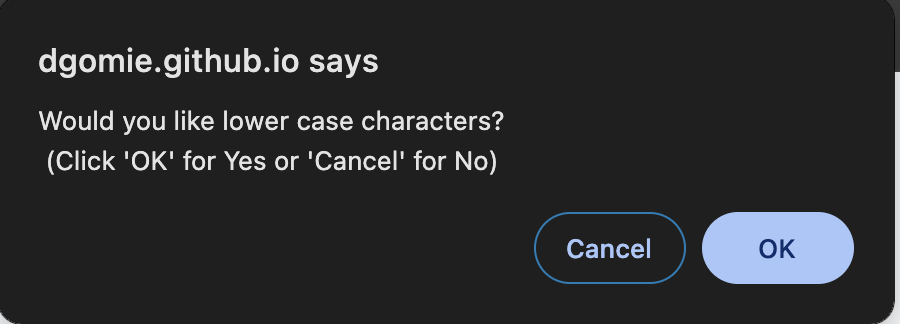 dgomie.github.io says
Would you like lower case characters?
(Click 'OK' for Yes or 'Cancel' for No)
Cancel
OK